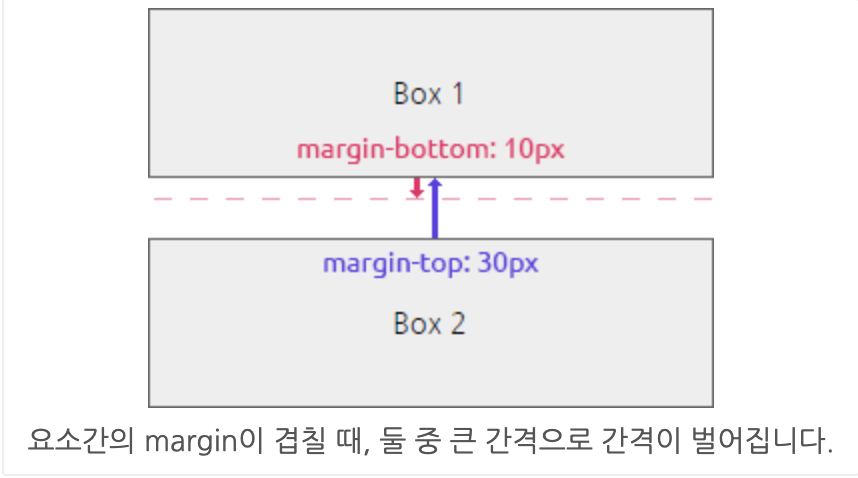 Box 1
margin-bottom: 10px
margin-top: 30px
Box 2
요소간의 margin이 겹칠 때, 둘 중 큰 간격으로 간격이 벌어집니다.